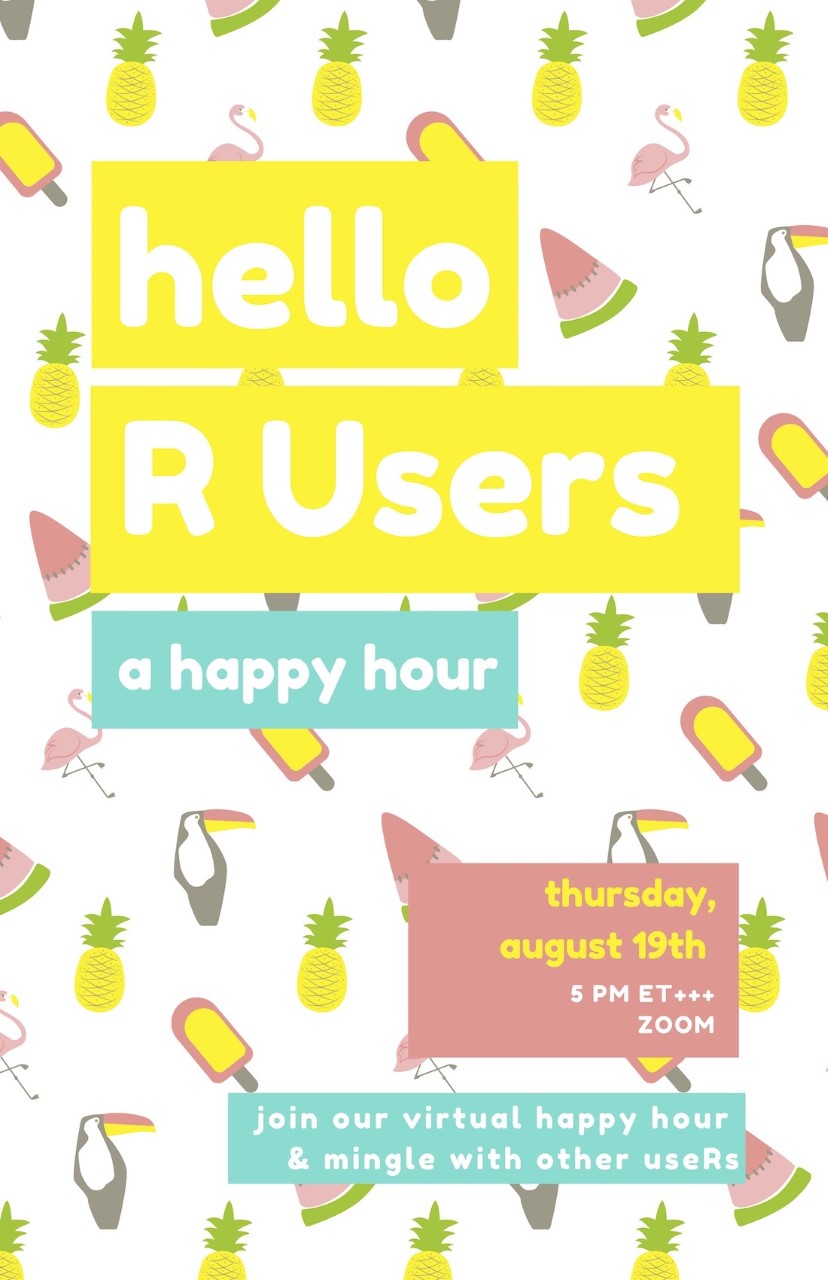 hello
R Users
a happy hour
thursday,
august 19th
5 PM ET+++
ZOOM
join our virtual happy hour
& mingle with other useRs